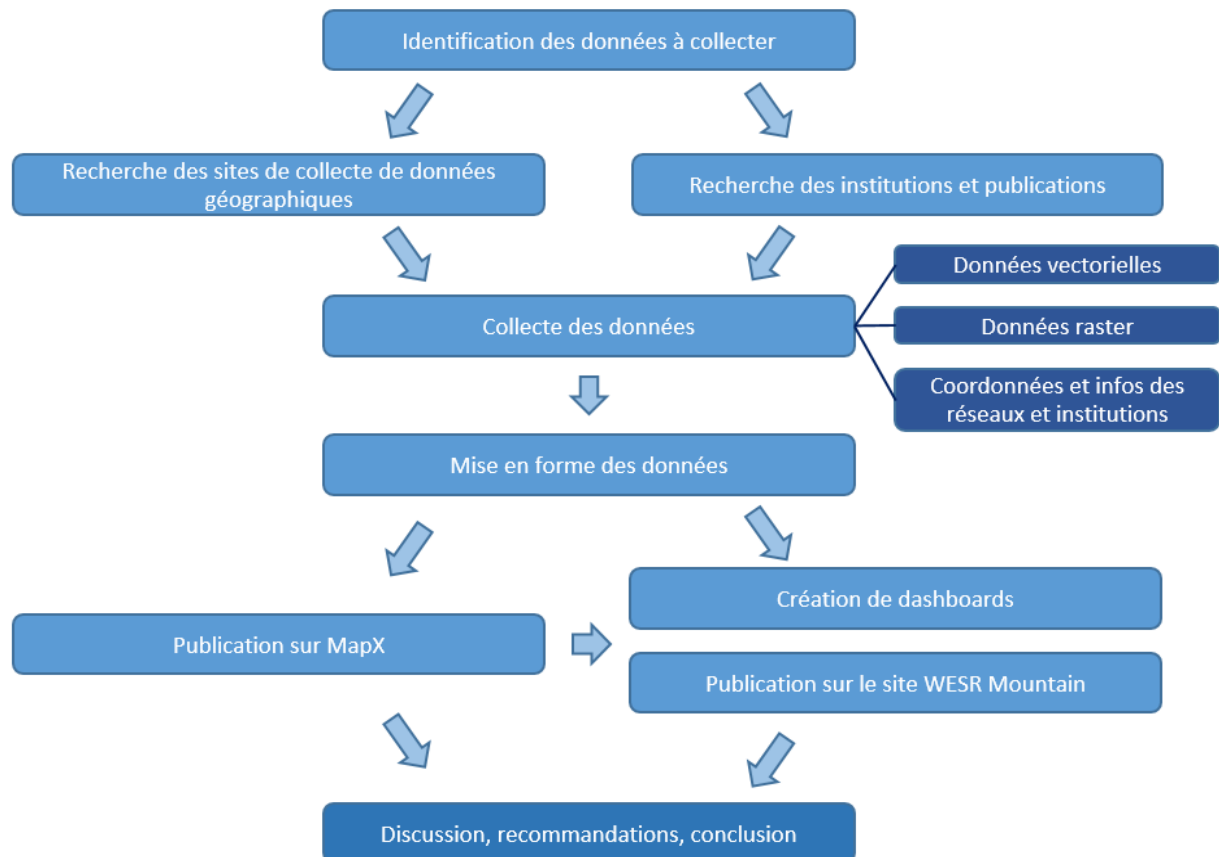 Identification des données à collecter
Recherche des sites de collecte de données
géographiques
Recherche des institutions et publications
Données vectorielles
Collecte des données
Données raster
Coordonnées et infos des
réseaux et institutions
Mise en forme des données
Création de dashboards
Publication sur MapX
Publication sur le site WESR Mountain
Discussion, recommandations, conclusion